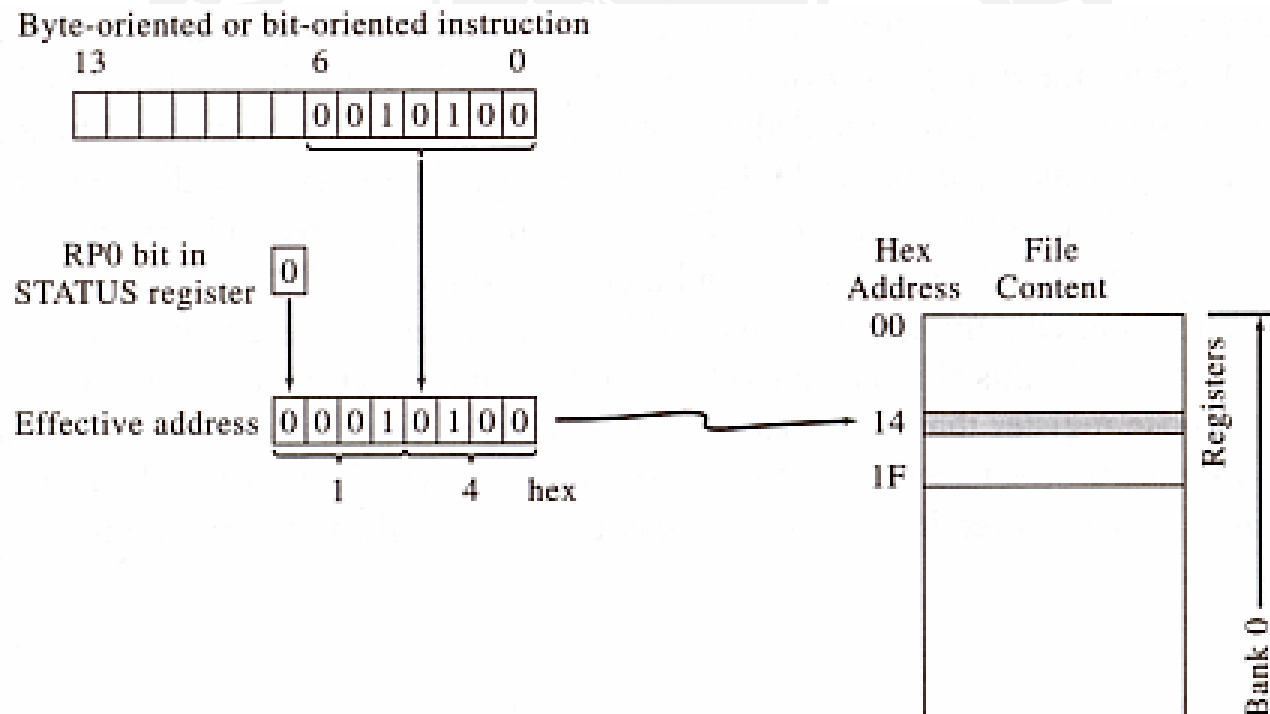 Byte-oriented or bit-oriented instruction
13 6 0
0 0 1 0 1 0 0
RP0 bit in
STATUS register
0
Effective address
0 0 0 1 0 1 0 0
1 4 hex
Hex
Address
File
Content
00
14
1F
Registers
Bank 0